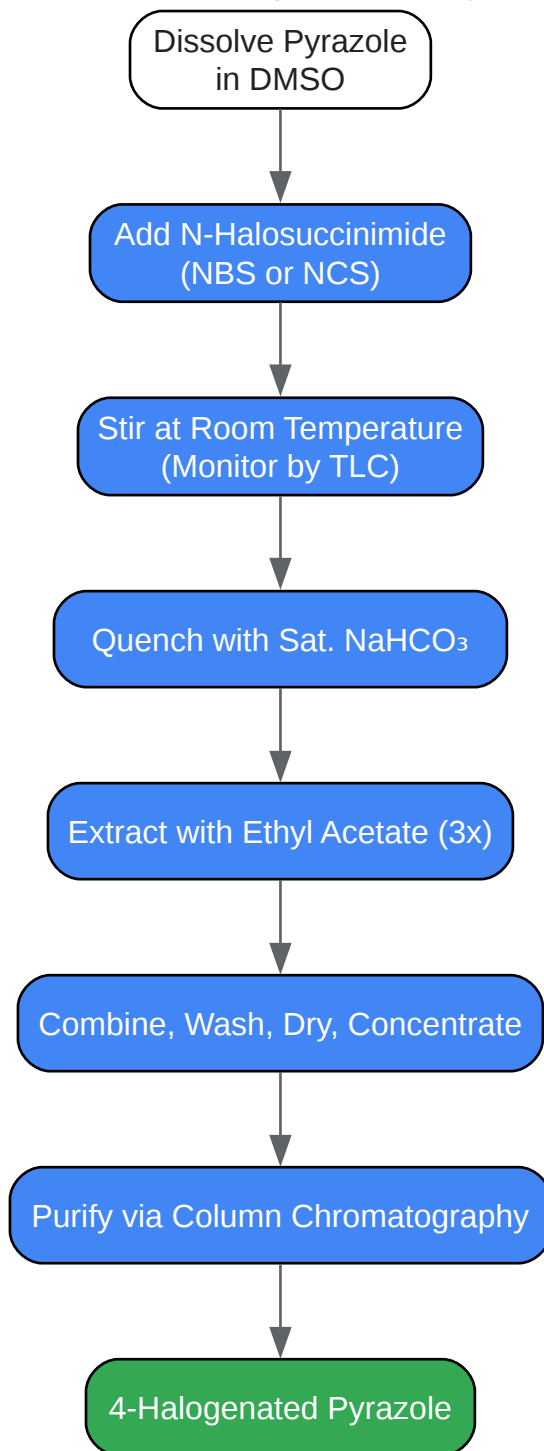 Dissolve Pyrazole
in DMSO
Add N-Halosuccinimide
(NBS or NCS)
Stir at Room Temperature
(Monitor by TLC)
Quench with Sat. NaHCO₃
Extract with Ethyl Acetate (3x)
Combine, Wash, Dry, Concentrate
Purify via Column Chromatography
4-Halogenated Pyrazole